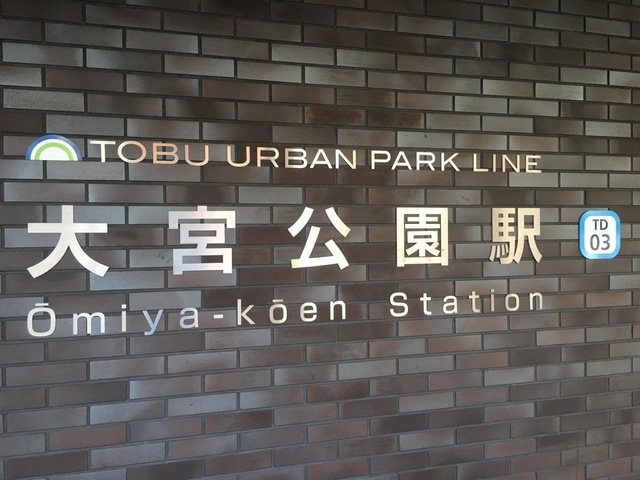 TOBU URBAN PARK LINE
大宮公園駅
TD
03
Ōmiya-kōen Station